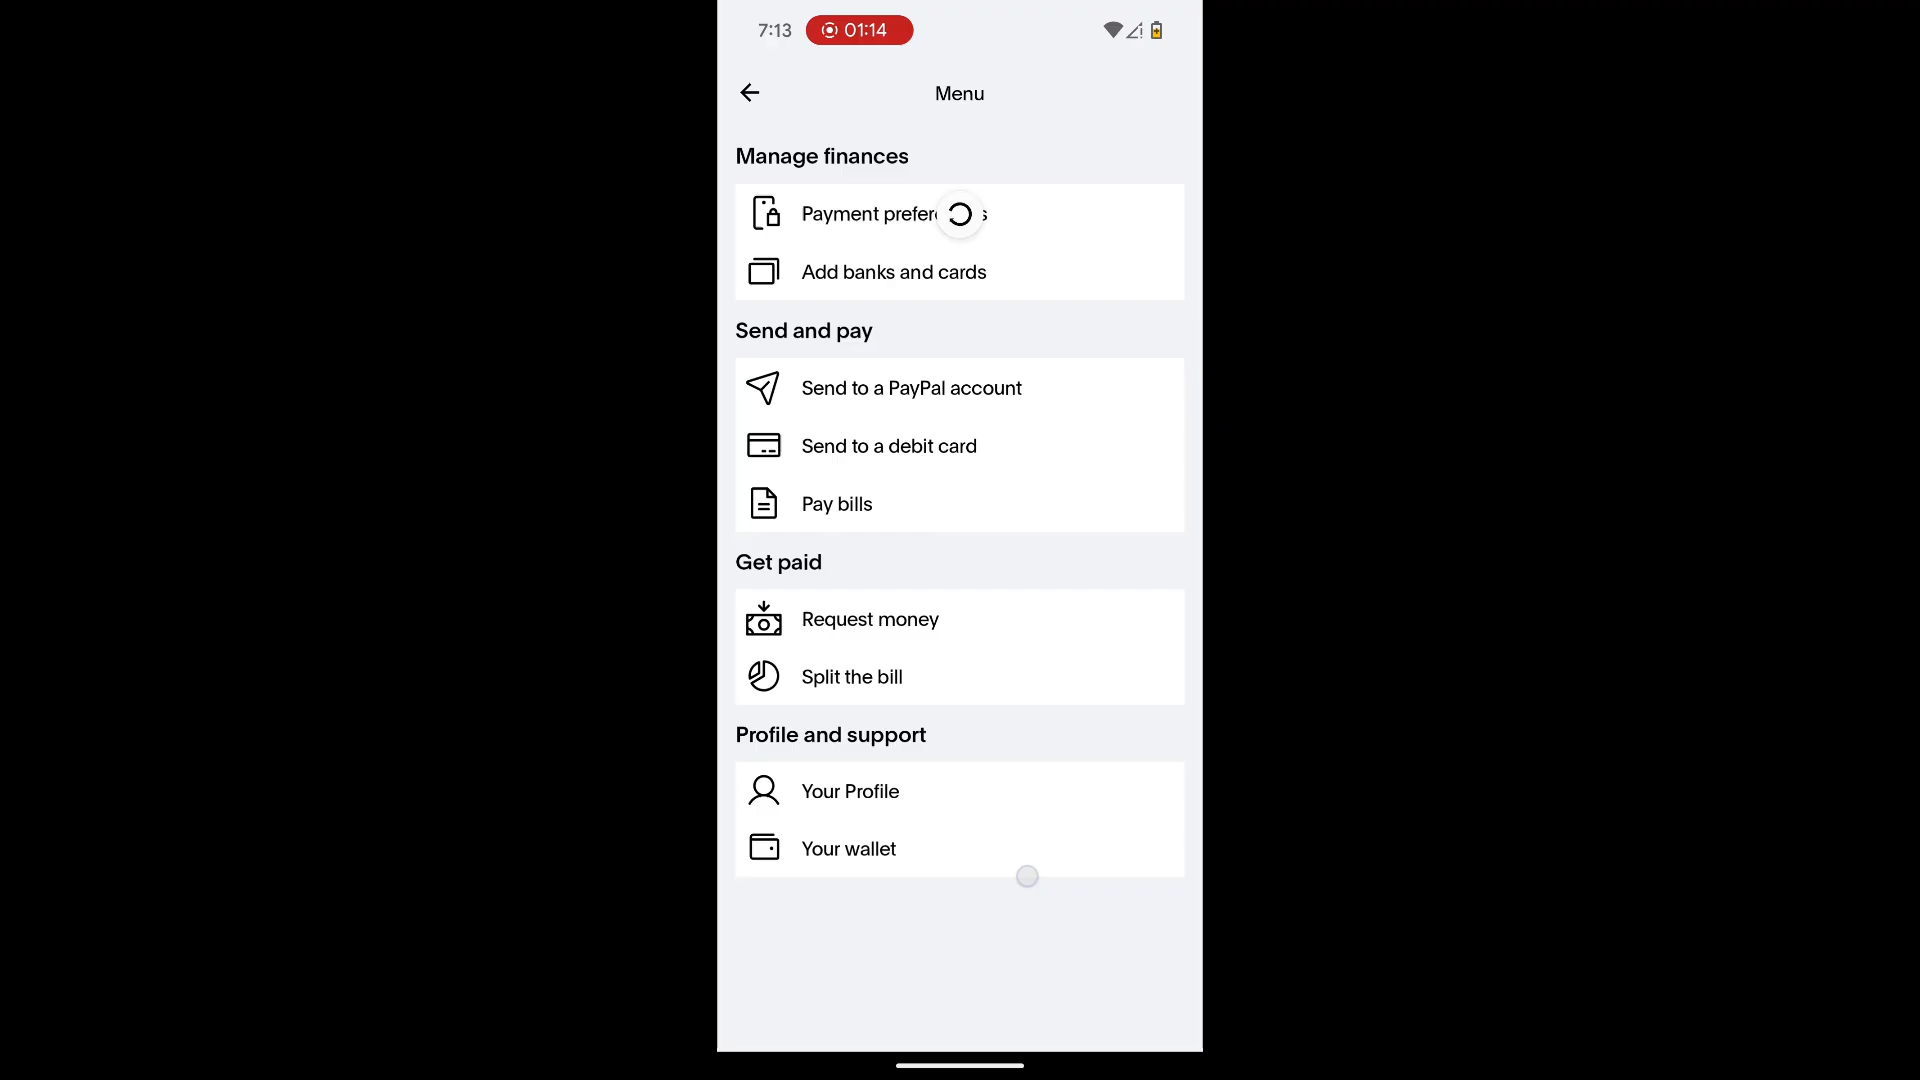 7:13 01:14
Menu
Manage finances
Payment prefer s
Add banks and cards
Send and pay
Send to a PayPal account
Send to a debit card
Pay bills
Get paid
Request money
Split the bill
Profile and support
Your Profile
Your wallet